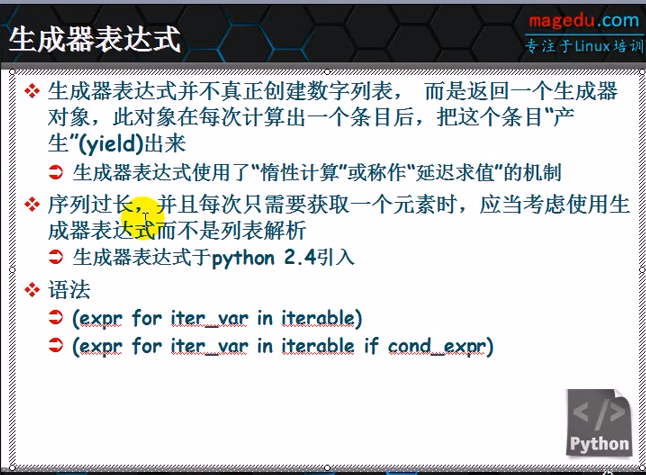 magedu.com
生成器表达式
专注于Linux培训
生成器表达式并不真正创建数字列表， 而是返回一个生成器
对象，此对象在每次计算出一个条目后，把这个条目“产
生”(yield)出来
生成器表达式使用了“惰性计算”或称作“延迟求值”的机制
序列过长，并且每次只需要获取一个元素时，应当考虑使用生
成器表达式而不是列表解析
生成器表达式于python 2.4引入
语法
(expr for iter_var in iterable)
(expr for iter_var in iterable if cond_expr)
</>
Python